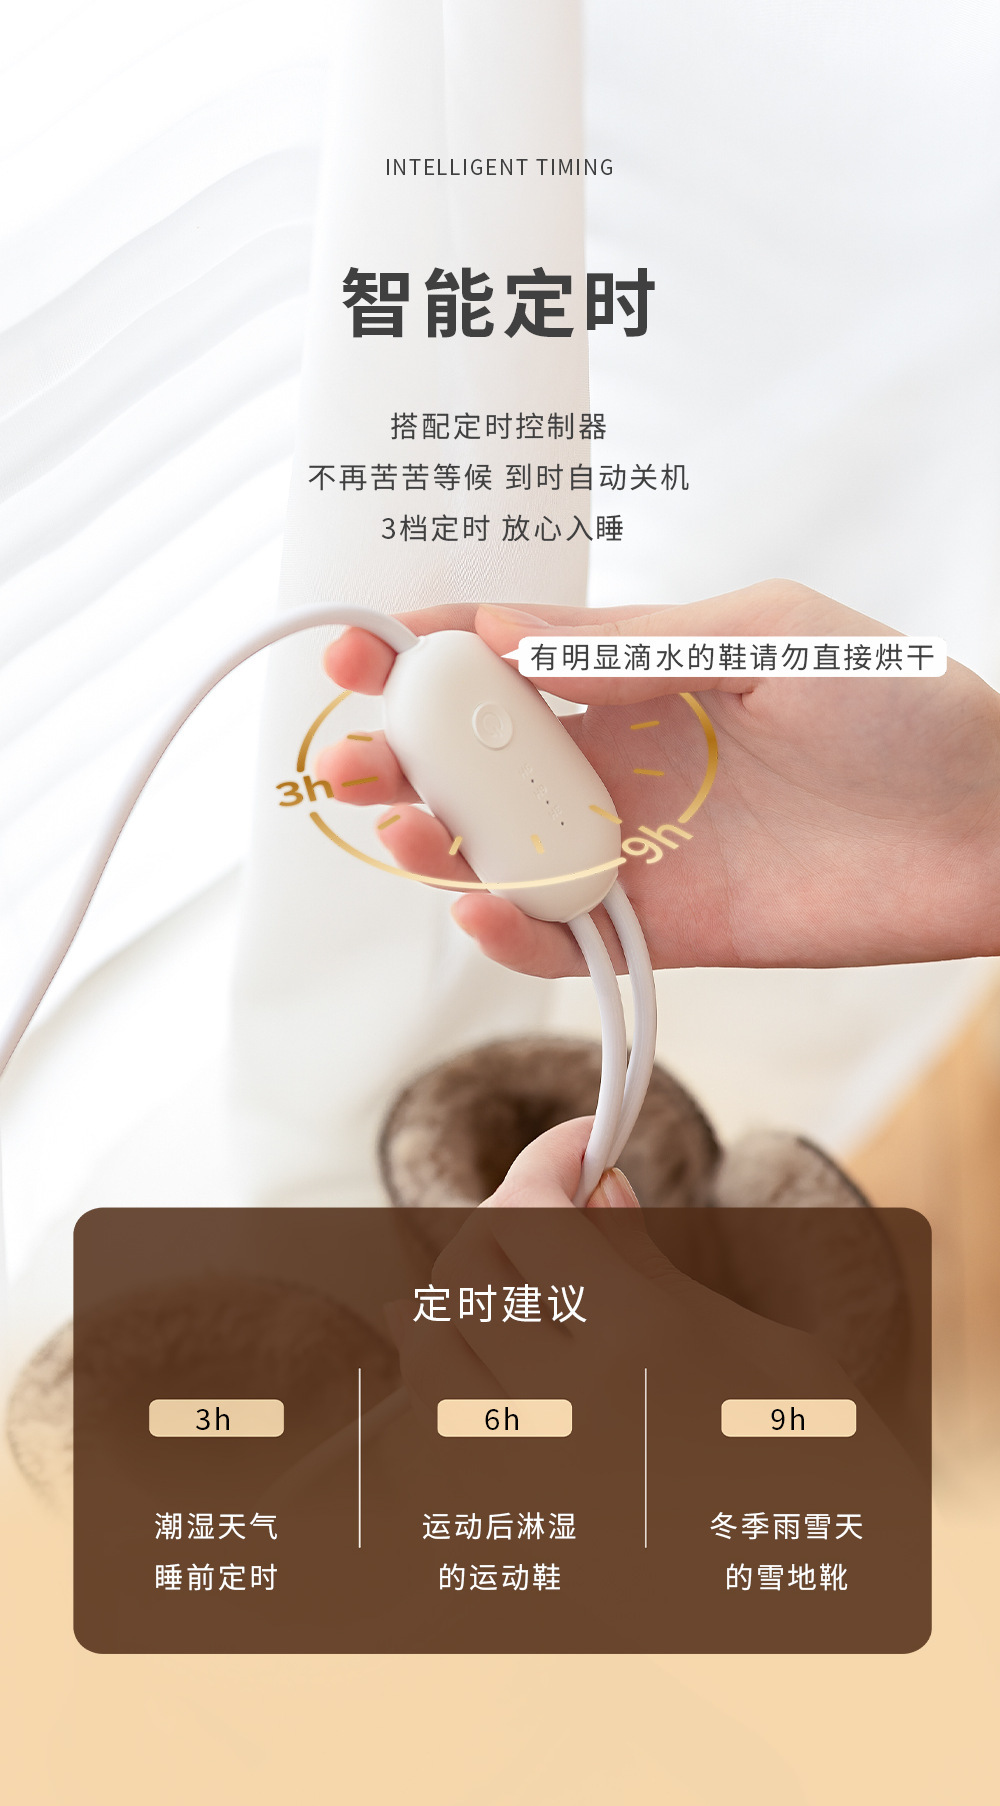 INTELLIGENT TIMING
智能定时
搭配定时控制器
不再苦苦等候 到时自动关机
3档定时 放心入睡
有明显滴水的鞋请勿直接烘干
3h
9h
定时建议
3h
6h
9h
潮湿天气
睡前定时
运动后淋湿
的运动鞋
冬季雨雪天
的雪地靴